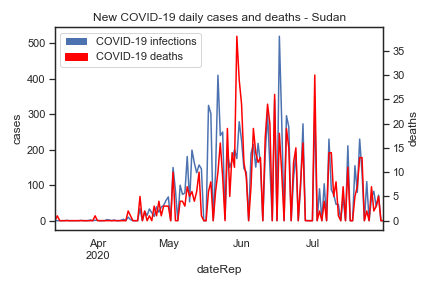 New COVID-19 daily cases and deaths - Sudan
COVID-19 infections
COVID-19 deaths
500
400
300
200
100
0
cases
35
30
25
20
15
10
5
0
deaths
Apr
2020
May
Jun
Jul
dateRep